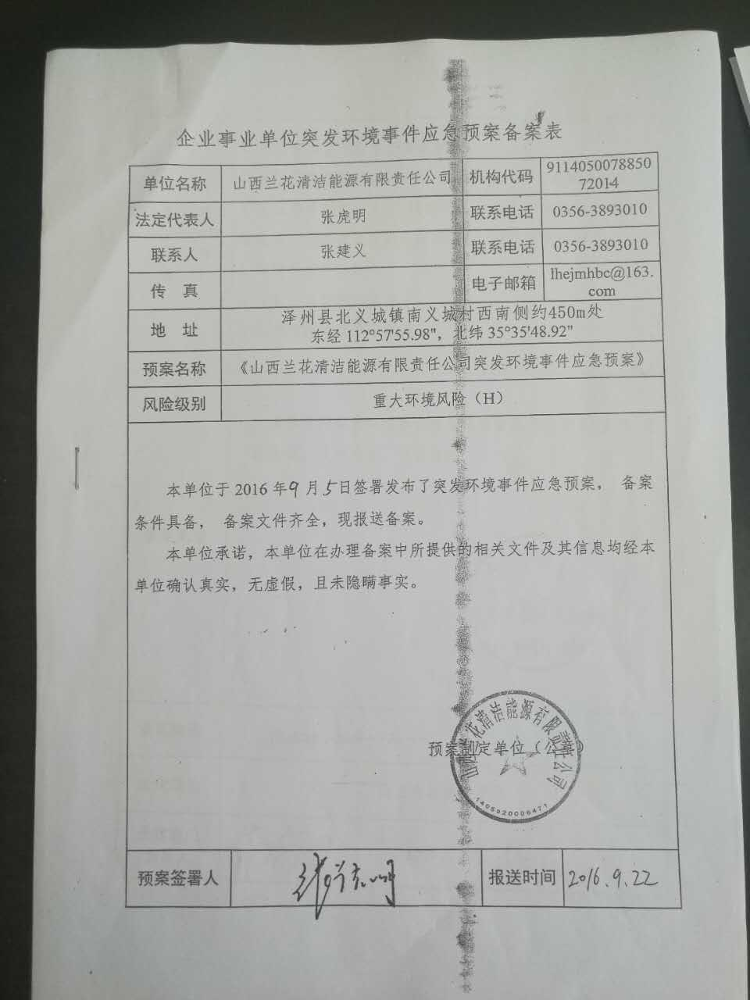 企业事业单位突发环境事件应急预案备案表
单位名称 山西兰花清洁能源有限责任公司 机构代码 9114050078850
72014
法定代表人 张虎明 联系电话 0356-3893010
联系人 张建义 联系电话 0356-3893010
传 真 电子邮箱 lhejmhbc@163.
com
地 址 泽州县北义城镇南义城村西南侧约450m处
东经 112°57'55.98"，北纬 35°35'48.92"
预案名称 《山西兰花清洁能源有限责任公司突发环境事件应急预案》
风险级别 重大环境风险（H）
本单位于 2016 年9 月5日签署发布了突发环境事件应急预案， 备案
条件具备， 备案文件齐全，现报送备案。
本单位承诺，本单位在办理备案中所提供的相关文件及其信息均经本
单位确认真实，无虚假，且未隐瞒事实。
山西兰花清洁能源有限责任公司
预案制定单位（公章）
1405020006471
预案签署人 报送时间 2016.9.22